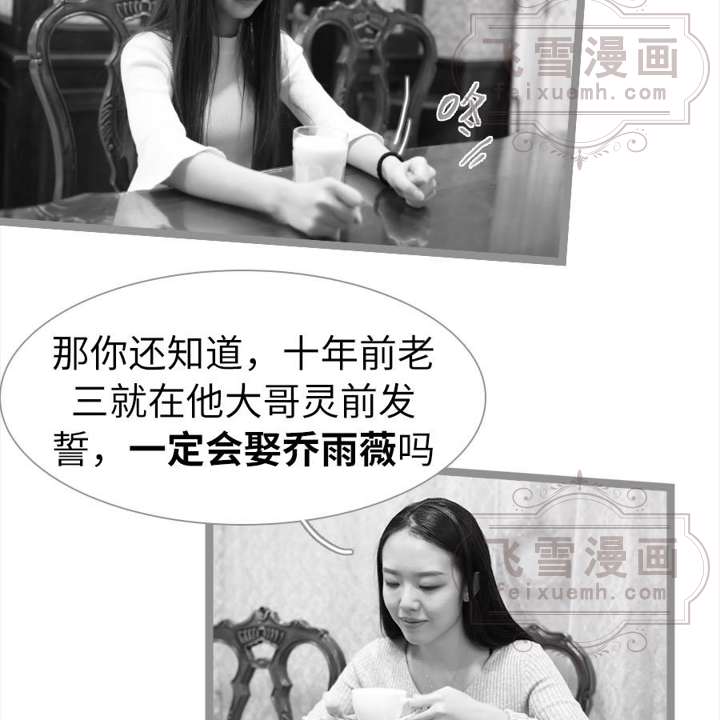 飞雪漫画
feixuemh.com
咚
那你还知道，十年前老
三就在他大哥灵前发
誓，一定会娶乔雨薇吗
飞雪漫画
feixuemh.com